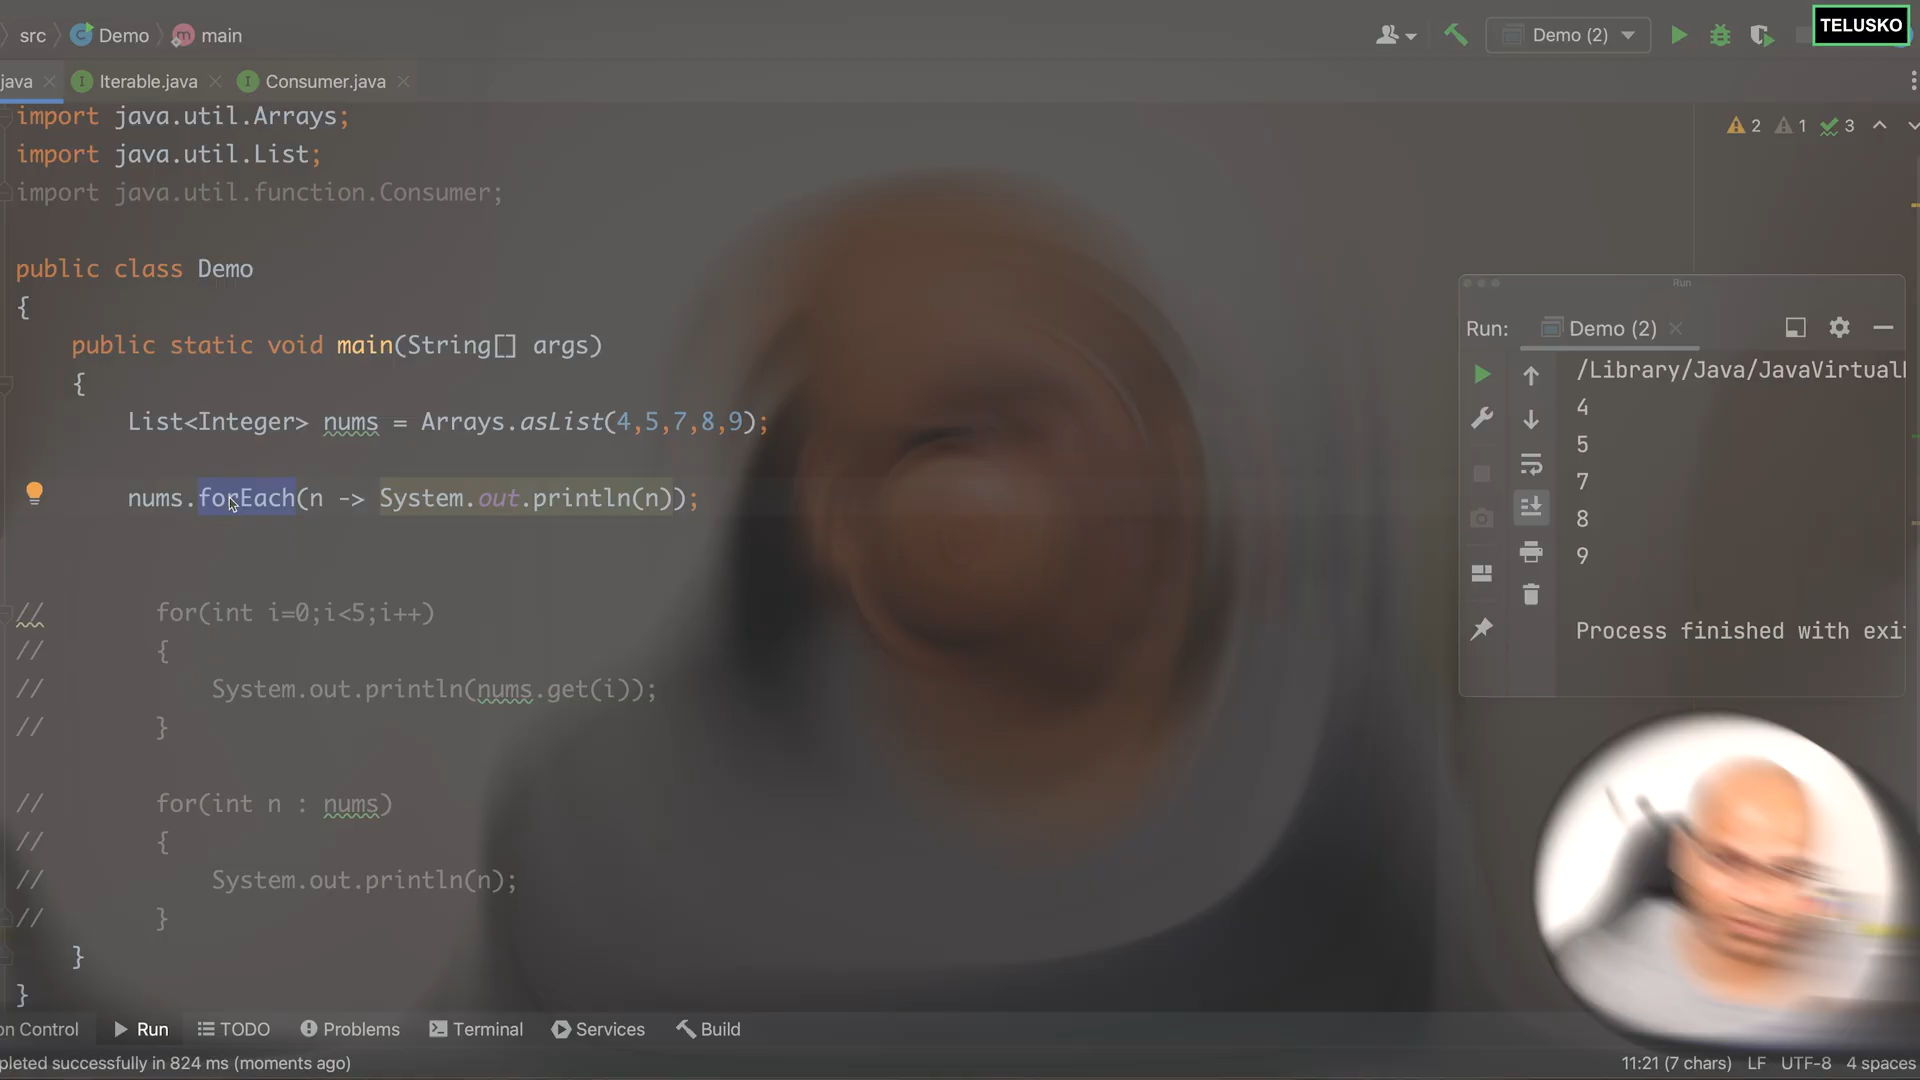 src Demo main
Demo (2)
TELUSKO
java Iterable.java Consumer.java
import java.util.Arrays;
2 1 3
import java.util.List;
import java.util.function.Consumer;
public class Demo
{
public static void main(String[] args)
{
List<Integer> nums = Arrays.asList(4,5,7,8,9);
nums.forEach(n -> System.out.println(n));
// for(int i=0;i<5;i++)
// {
// System.out.println(nums.get(i));
// }
// for(int n : nums)
// {
// System.out.println(n);
// }
}
}
Run
Run: Demo (2)
/Library/Java/JavaVirtual
4
5
7
8
9
Process finished with exi
on Control Run TODO Problems Terminal Services Build
pleted successfully in 824 ms (moments ago)
11:21 (7 chars) LF UTF-8 4 spaces